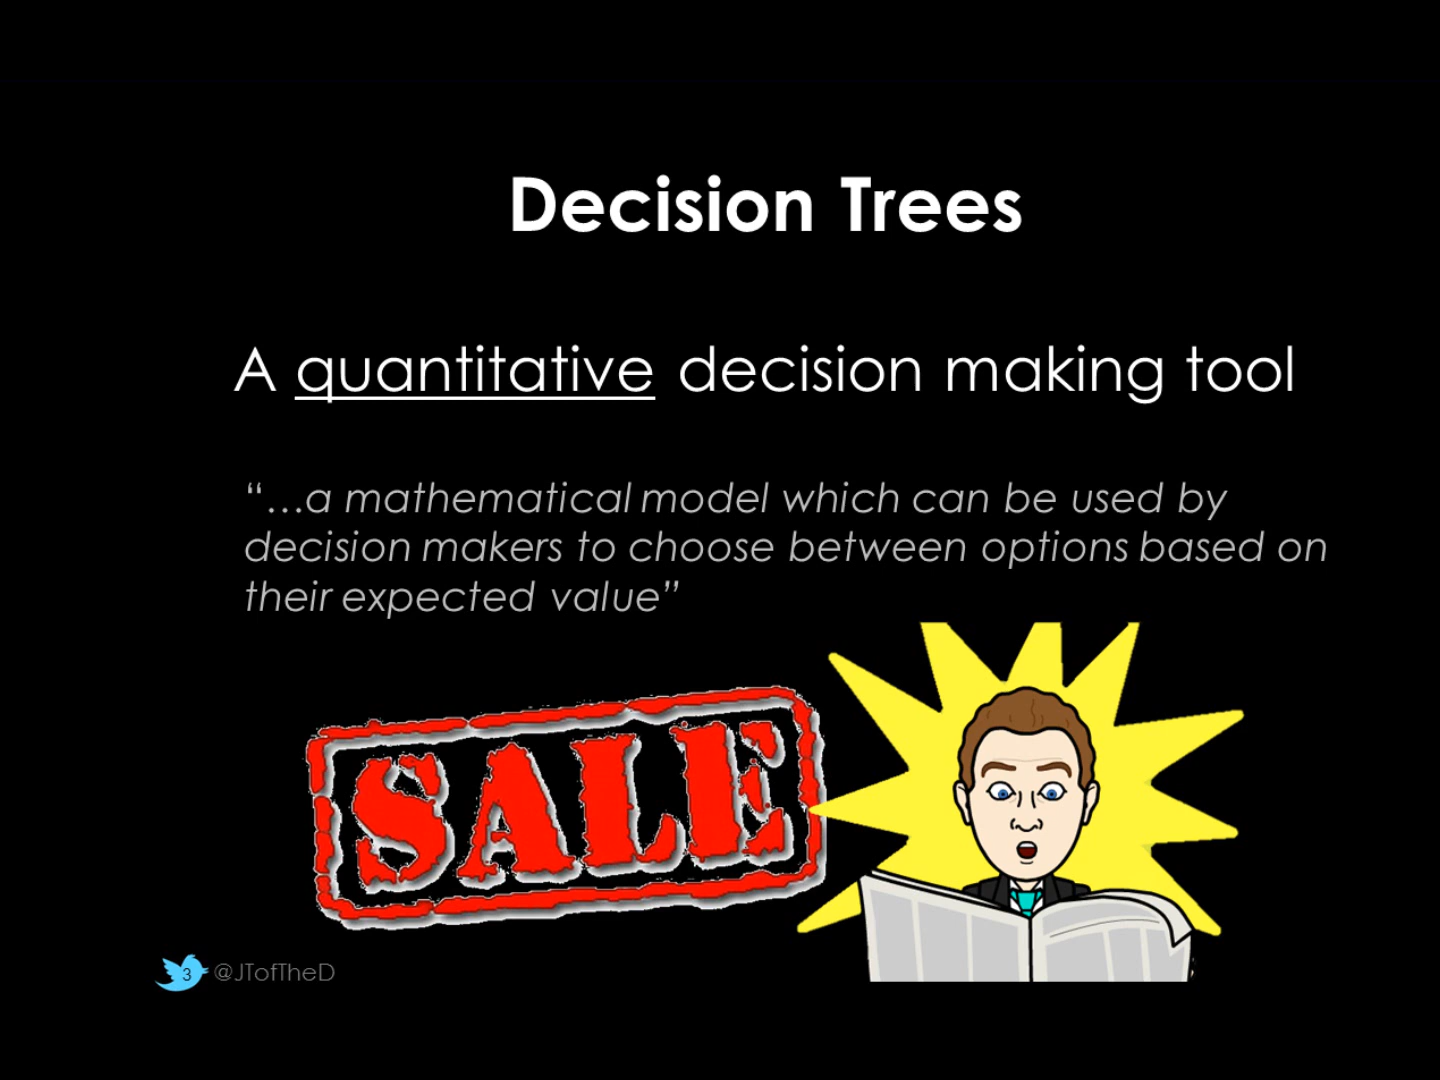 Decision Trees
A quantitative decision making tool
“…a mathematical model which can be used by
decision makers to choose between options based on
their expected value”
SALE
3 @JTofTheD